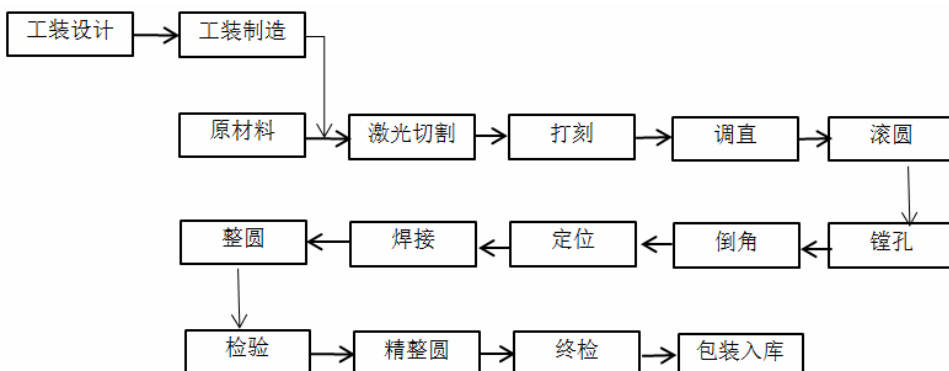 工装设计
工装制造
原材料
激光切割
打刻
调直
滚圆
镗孔
倒角
定位
焊接
整圆
检验
精整圆
终检
包装入库